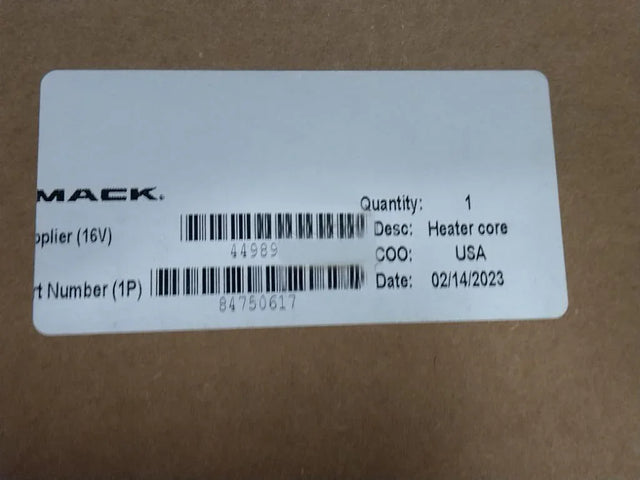 MACK.
Quantity: 1
pplier (16V)
44989
Desc: Heater core
COO: USA
rt Number (1P)
84750617
Date: 02/14/2023